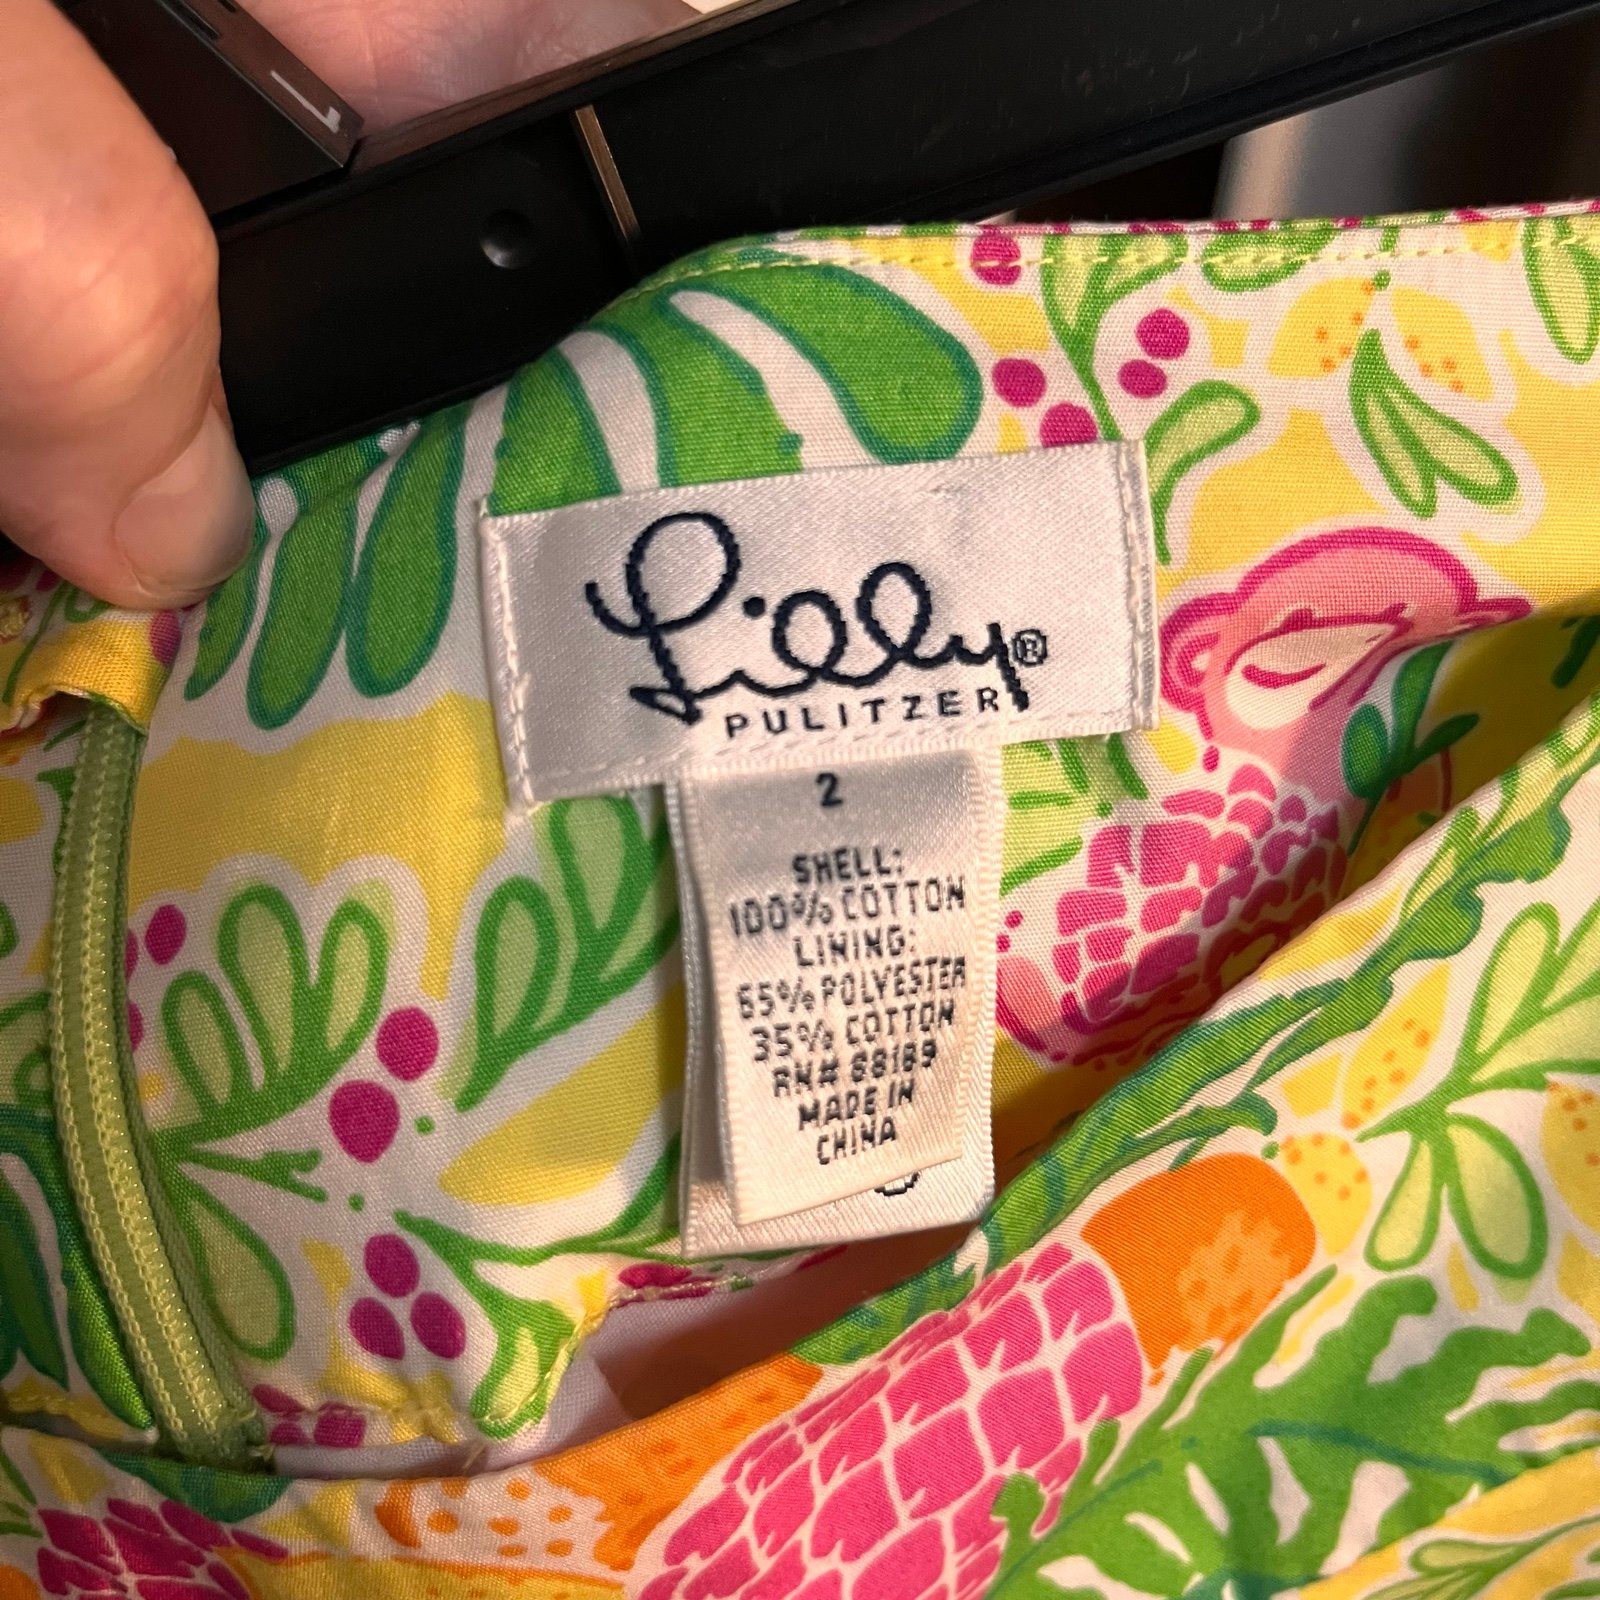 Lilly®
PULITZER
2
SHELL:
100% COTTON
LINING:
65% POLYESTER
35% COTTON
RN# 88189
MADE IN
CHINA